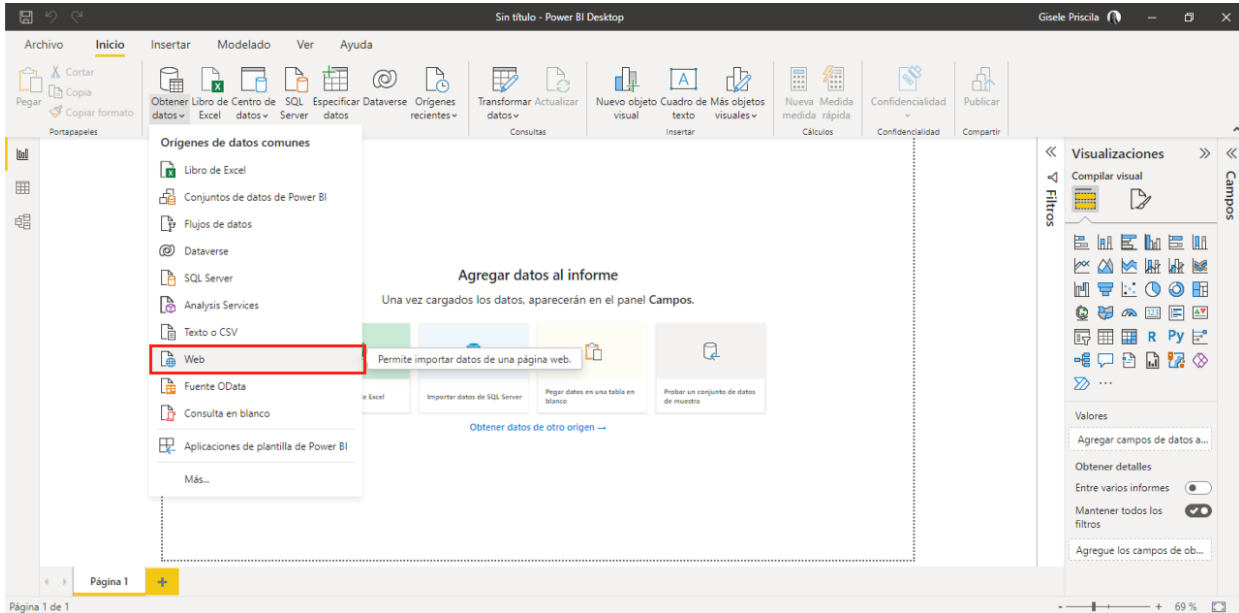 Sin título - Power BI Desktop
Gisele Priscila
Archivo Inicio Insertar Modelado Ver Ayuda
Pegar
Cortar
Copia
Copiar formato
Portapapeles
Obtener datos
Libro de Excel
Centro de datos
SQL Server
Especificar datos
Dataverse
Orígenes recientes
Transformar datos
Actualizar
Consultas
Nuevo objeto visual
Cuadro de texto
Más objetos visuales
Insertar
Nueva medida
Medida rápida
Cálculos
Confidencialidad
Confidencialidad
Publicar
Compartir
Orígenes de datos comunes
Libro de Excel
Conjuntos de datos de Power BI
Flujos de datos
Dataverse
SQL Server
Analysis Services
Texto o CSV
Web
Fuente OData
Consulta en blanco
Aplicaciones de plantilla de Power BI
Más...
Permite importar datos de una página web.
Agregar datos al informe
Una vez cargados los datos, aparecerán en el panel Campos.
e Excel
Importar datos de SQL Server
Pegar datos en una tabla en
blanco
Probar un conjunto de datos
de muestra
Obtener datos de otro origen →
Filtros
Visualizaciones
Compilar visual
123
R Py
...
Valores
Agregar campos de datos a...
Obtener detalles
Entre varios informes
Mantener todos los
filtros
Agregue los campos de ob...
Campos
Página 1
+
Página 1 de 1
- + 69 %